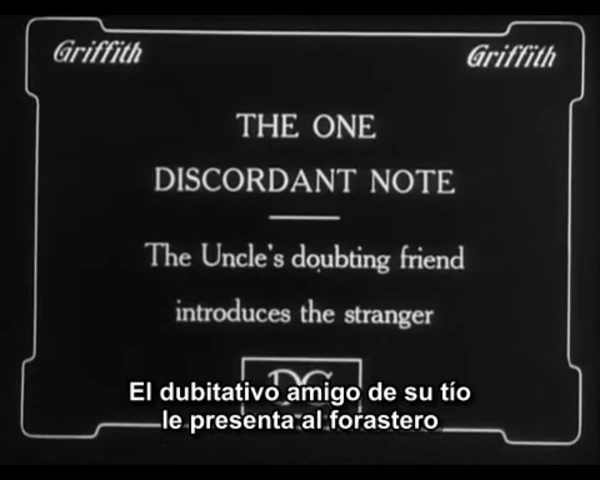 Griffith Griffith
THE ONE
DISCORDANT NOTE
The Uncle's doubting friend
introduces the stranger
DG
El dubitativo amigo de su tío
le presenta al forastero